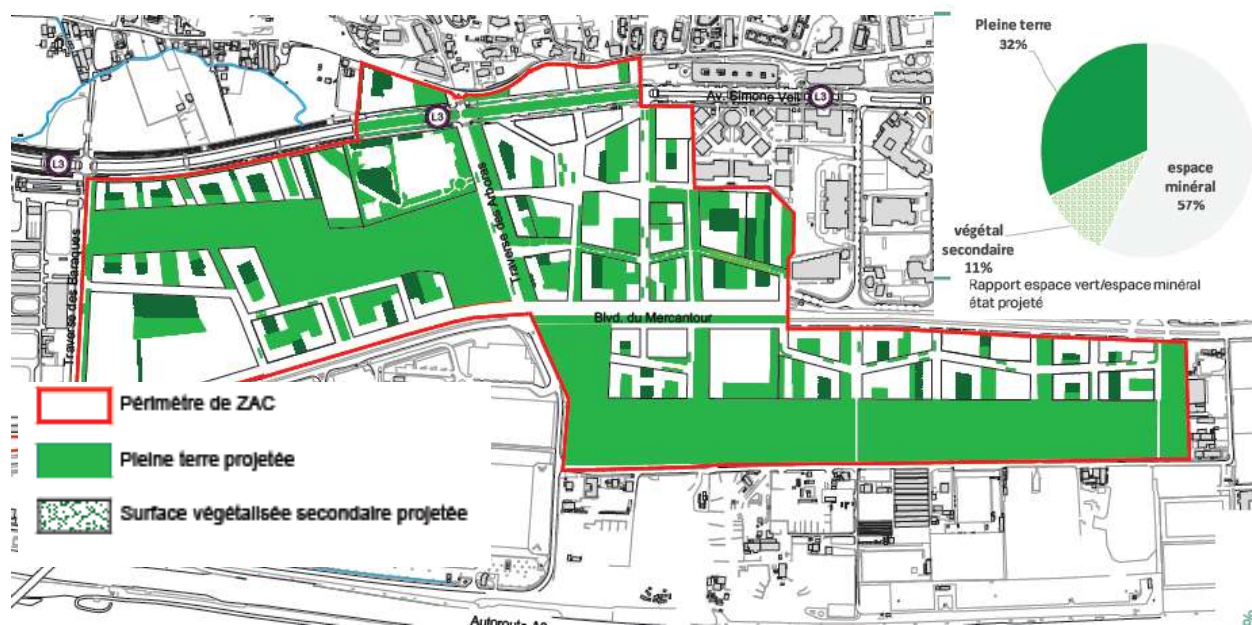 Pleine terre
32%
espace
minéral
57%
végétal
secondaire
11%
Rapport espace vert/espace minéral
état projeté
Av. Simone Veil
L3
L3
L3
Traverse des Arboras
Traverse des Baraques
Blvd. du Mercantour
Périmètre de ZAC
Pleine terre projetée
Surface végétalisée secondaire projetée
Autoroute